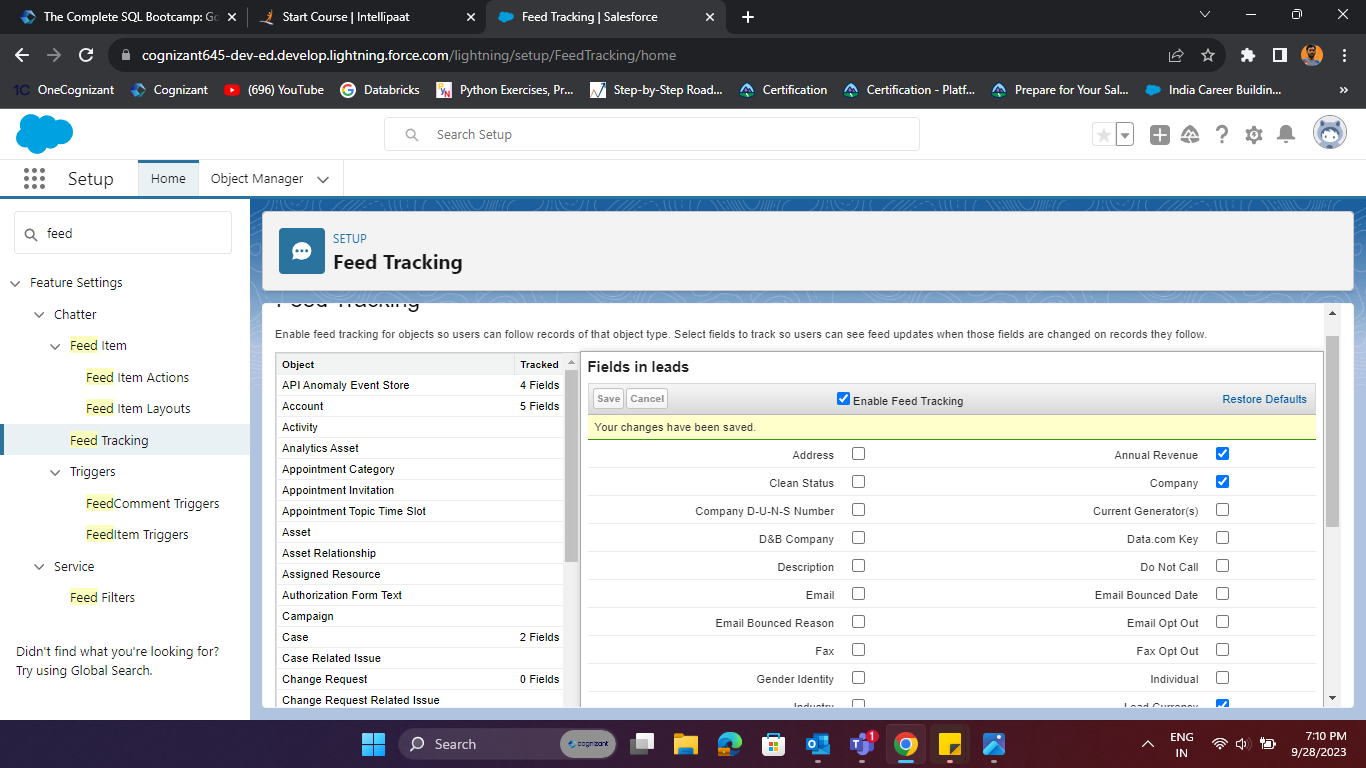 The Complete SQL Bootcamp: Go
Start Course | Intellipaat
Feed Tracking | Salesforce
cognizant645-dev-ed.develop.lightning.force.com/lightning/setup/FeedTracking/home
1C OneCognizant
Cognizant
(696) YouTube
Databricks
Python Exercises, Pr...
Step-by-Step Road...
Certification
Certification - Platf...
Prepare for Your Sal...
India Career Buildin...
»
Search Setup
Setup
Home
Object Manager
feed
Feature Settings
Chatter
Feed Item
Feed Item Actions
Feed Item Layouts
Feed Tracking
Triggers
FeedComment Triggers
FeedItem Triggers
Service
Feed Filters
Didn't find what you're looking for?
Try using Global Search.
SETUP
Feed Tracking
Feed Tracking
Enable feed tracking for objects so users can follow records of that object type. Select fields to track so users can see feed updates when those fields are changed on records they follow.
Object Tracked
API Anomaly Event Store 4 Fields
Account 5 Fields
Activity
Analytics Asset
Appointment Category
Appointment Invitation
Appointment Topic Time Slot
Asset
Asset Relationship
Assigned Resource
Authorization Form Text
Campaign
Case 2 Fields
Case Related Issue
Change Request 0 Fields
Change Request Related Issue
Fields in leads
Save Cancel Enable Feed Tracking Restore Defaults
Your changes have been saved.
Address Annual Revenue
Clean Status Company
Company D-U-N-S Number Current Generator(s)
D&B Company Data.com Key
Description Do Not Call
Email Email Bounced Date
Email Bounced Reason Email Opt Out
Fax Fax Opt Out
Gender Identity Individual
Industry Lead Currency
Search
cognizant
1
ENG
IN
7:10 PM
9/28/2023